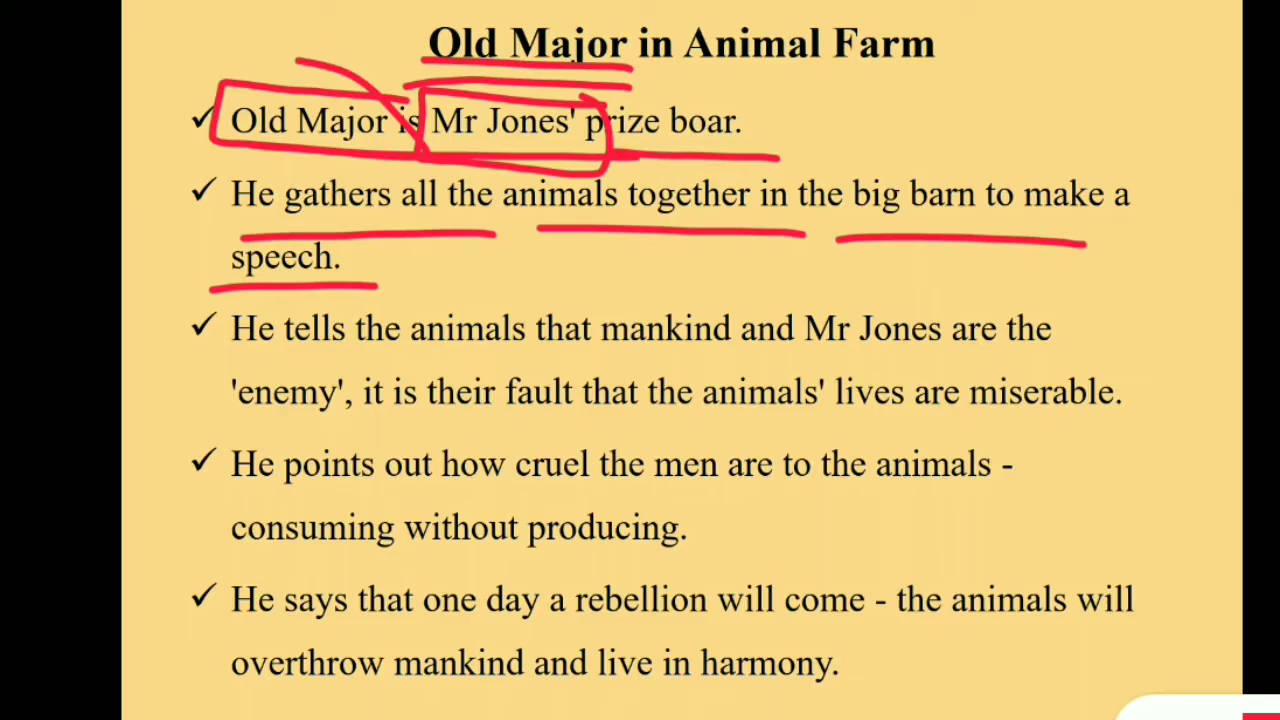 Old Major in Animal Farm
✓ Old Major is Mr Jones' prize boar.
✓ He gathers all the animals together in the big barn to make a
speech.
✓ He tells the animals that mankind and Mr Jones are the
'enemy', it is their fault that the animals' lives are miserable.
✓ He points out how cruel the men are to the animals -
consuming without producing.
✓ He says that one day a rebellion will come - the animals will
overthrow mankind and live in harmony.